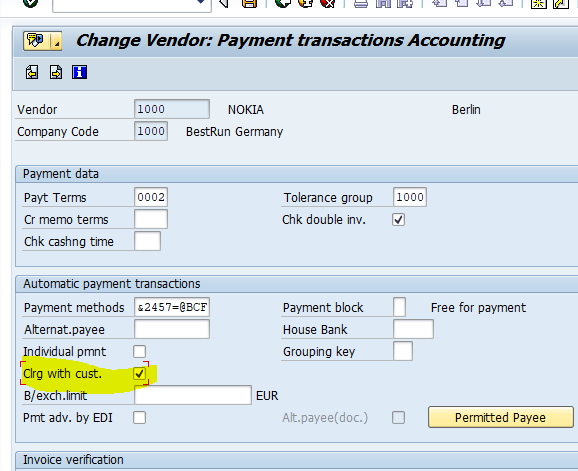 Change Vendor: Payment transactions Accounting
Vendor 1000 NOKIA Berlin
Company Code 1000 BestRun Germany
Payment data
Payt Terms 0002 Tolerance group 1000
Cr memo terms Chk double inv.
Chk cashng time
Automatic payment transactions
Payment methods &2457=@BCF Payment block Free for payment
Alternat.payee House Bank
Individual pmnt Grouping key
Clrg with cust.
B/exch.limit EUR
Pmt adv. by EDI Alt.payee(doc.) Permitted Payee
Invoice verification